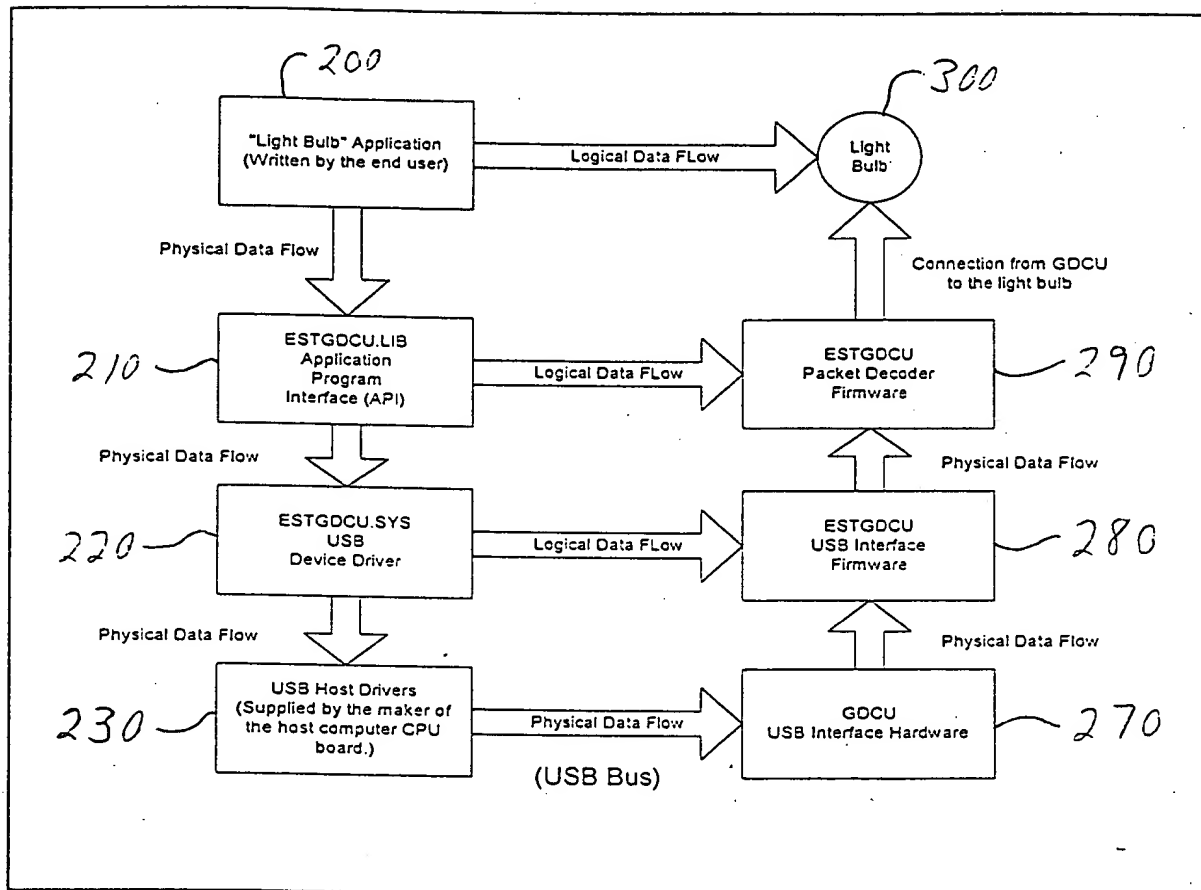 200
300
"Light Bulb" Application
(Written by the end user)
Logical Data FLow
Light
Bulb
Physical Data Flow
Connection from GDCU
to the light bulb
210
ESTGDCU.LIB
Application
Program
Interface (API)
Logical Data FLow
ESTGDCU
Packet Decoder
Firmware
290
Physical Data Flow
Physical Data Flow
220
ESTGDCU.SYS
USB
Device Driver
Logical Data FLow
ESTGDCU
USB Interface
Firmware
280
Physical Data Flow
Physical Data Flow
230
USB Host Drivers
(Supplied by the maker of
the host computer CPU
board.)
Physical Data Flow
(USB Bus)
GDCU
USB Interface Hardware
270